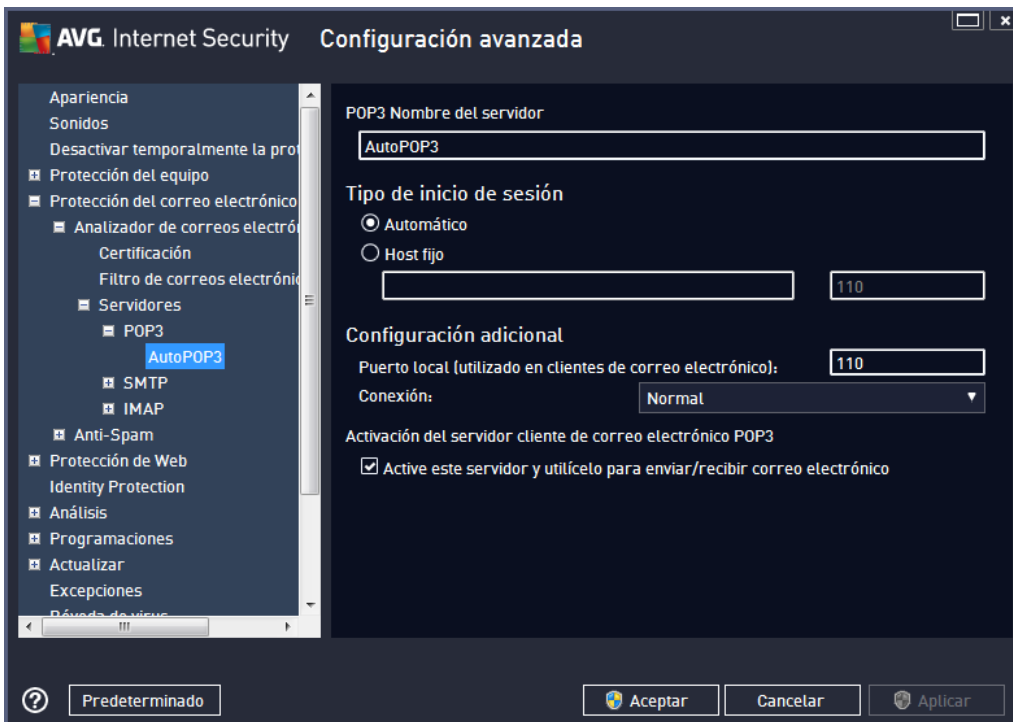 AVG. Internet Security
Configuración avanzada
Apariencia
Sonidos
Desactivar temporalmente la
Protección del equipo
Protección del correo electrónico
Analizador de correos
Certificación
Filtro de correos
Servidores
POP3
AutoPOP3
SMTP
IMAP
Anti-Spam
Protección de Web
Identity Protection
Análisis
Programaciones
Actualizar
Excepciones
POP3 Nombre del servidor
AutoPOP3
Tipo de inicio de sesión
Automático
Host fijo
110
Configuración adicional
Puerto local (utilizado en clientes de correo electrónico):
110
Conexión:
Normal
Activación del servidor cliente de correo electrónico POP3
Active este servidor y utilícelo para enviar/recibir correo electrónico
Predeterminado
Aceptar
Cancelar
Aplicar